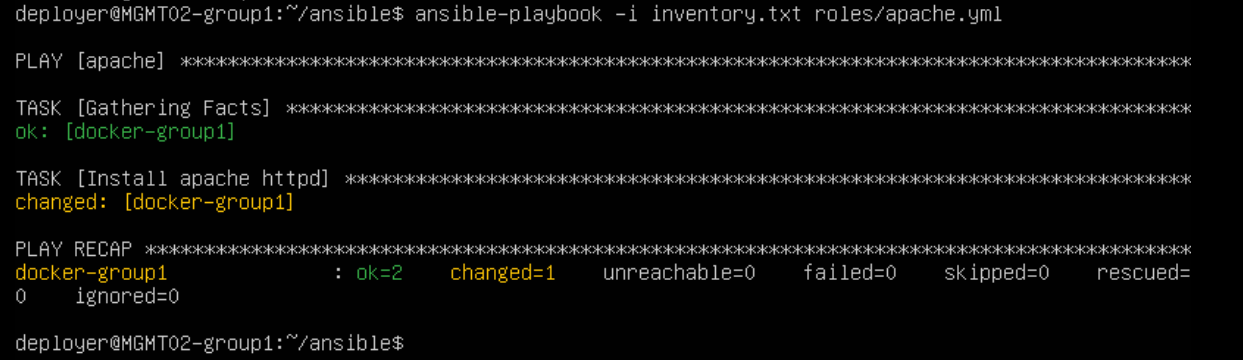 deployer@MGMT02-group1:~/ansible$ ansible-playbook -i inventory.txt roles/apache.yml
PLAY [apache] **************************************************************************************
TASK [Gathering Facts] *****************************************************************************
ok: [docker-group1]
TASK [Install apache httpd] ************************************************************************
changed: [docker-group1]
PLAY RECAP *****************************************************************************************
docker-group1 : ok=2 changed=1 unreachable=0 failed=0 skipped=0 rescued=
0 ignored=0
deployer@MGMT02-group1:~/ansible$